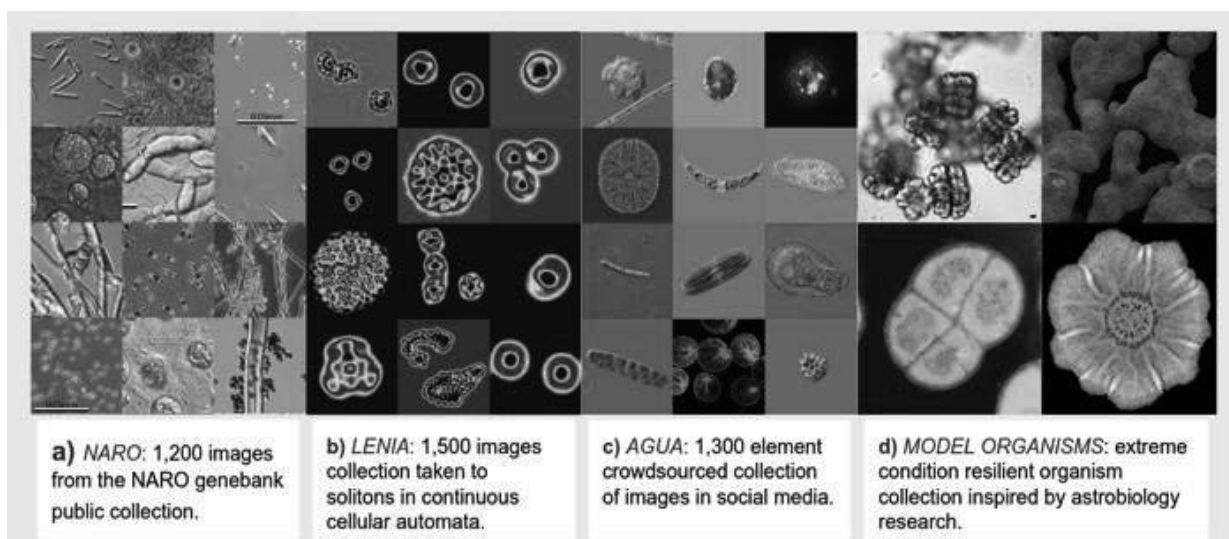 a) NARO: 1,200 images
from the NARO genebank
public collection.
b) LENIA: 1,500 images
collection taken to
solitons in continuous
cellular automata.
c) AGUA: 1,300 element
crowdsourced collection
of images in social media.
d) MODEL ORGANISMS: extreme
condition resilient organism
collection inspired by astrobiology
research.